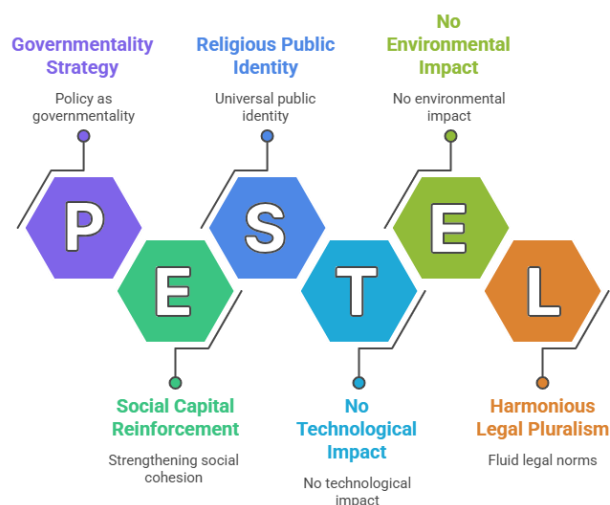 Governmentality
Strategy
Policy as
governmentality
Religious Public
Identity
Universal public
identity
No
Environmental
Impact
No environmental
impact
P
E
S
T
E
L
Social Capital
Reinforcement
Strengthening social
cohesion
No
Technological
Impact
No technological
impact
Harmonious
Legal Pluralism
Fluid legal norms